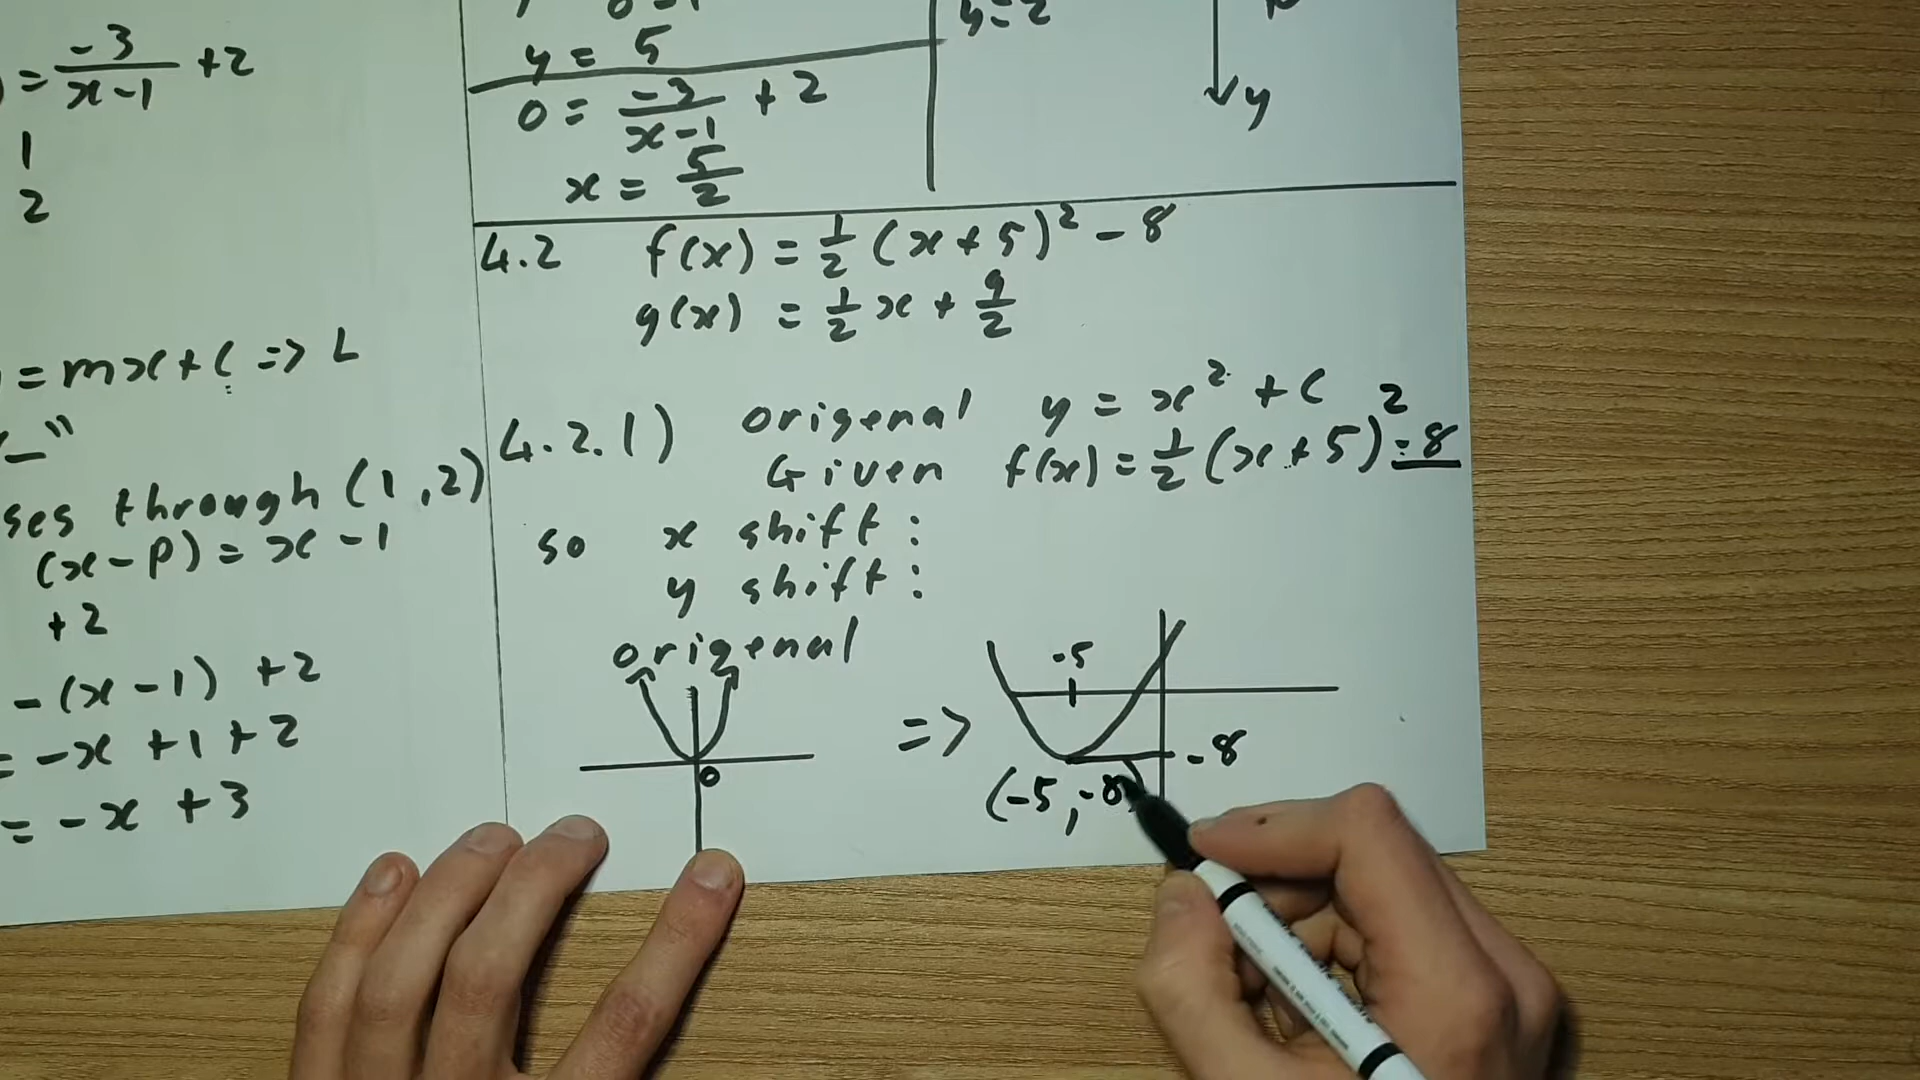 = -3/(x-1) +2
1
2
= mx+c => L
ses through (1,2)
(x-p) = x-1
+2
-(x-1) +2
= -x +1 +2
= -x +3
y = 5
0 = -3/(x-1) + 2
x = 5/2
y=2
y
4.2 f(x) = 1/2 (x+5)² - 8
g(x) = 1/2 x + 9/2
4.2.1) origenal y = x² + c
Given f(x) = 1/2 (x+5)² - 8
so x shift:
y shift:
origenal
0
=>
-5
-8
(-5,-8)